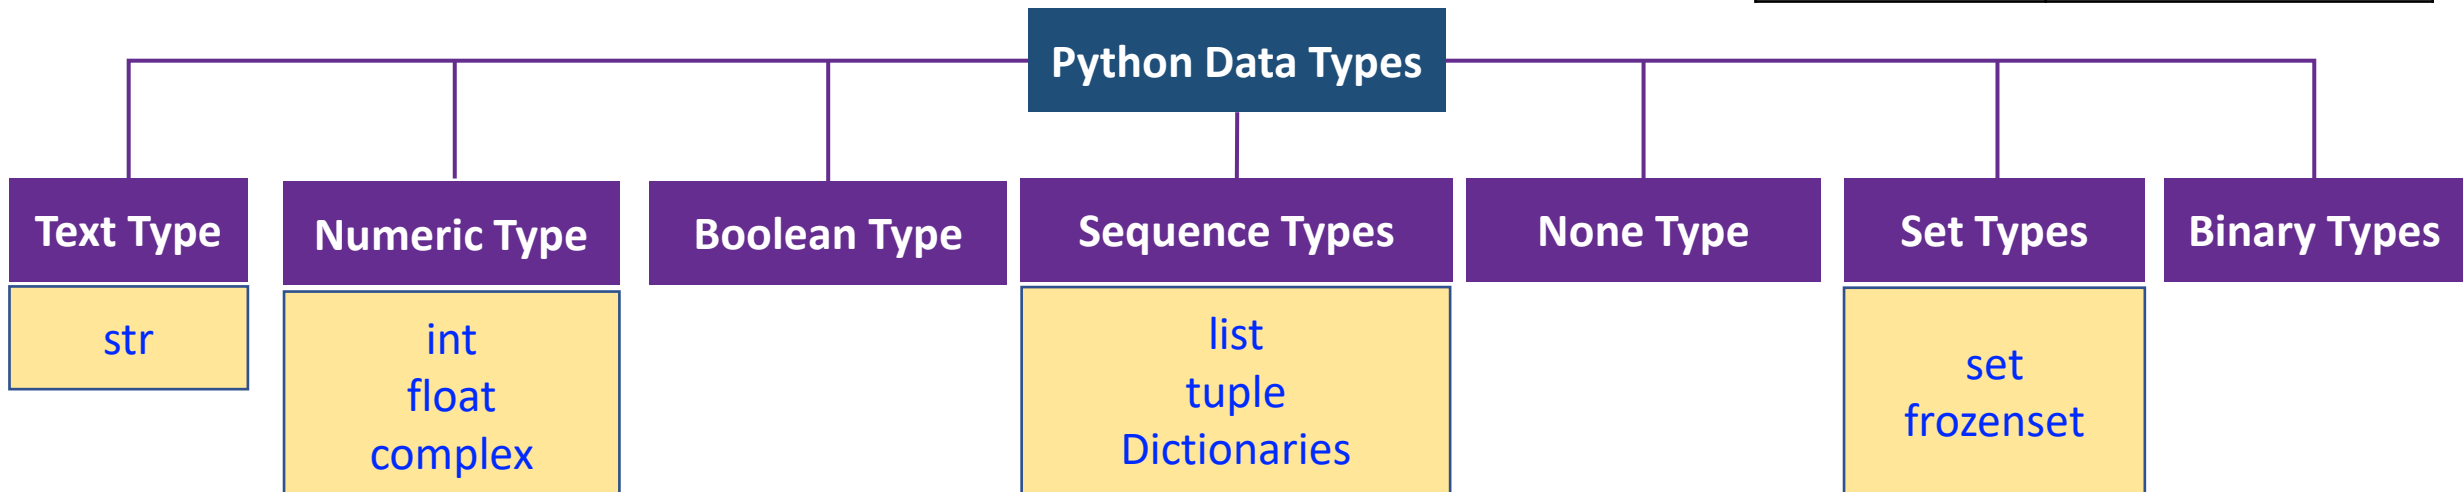 Python Data Types
Text Type
Numeric Type
Boolean Type
Sequence Types
None Type
Set Types
Binary Types
str
int
float
complex
list
tuple
Dictionaries
set
frozenset